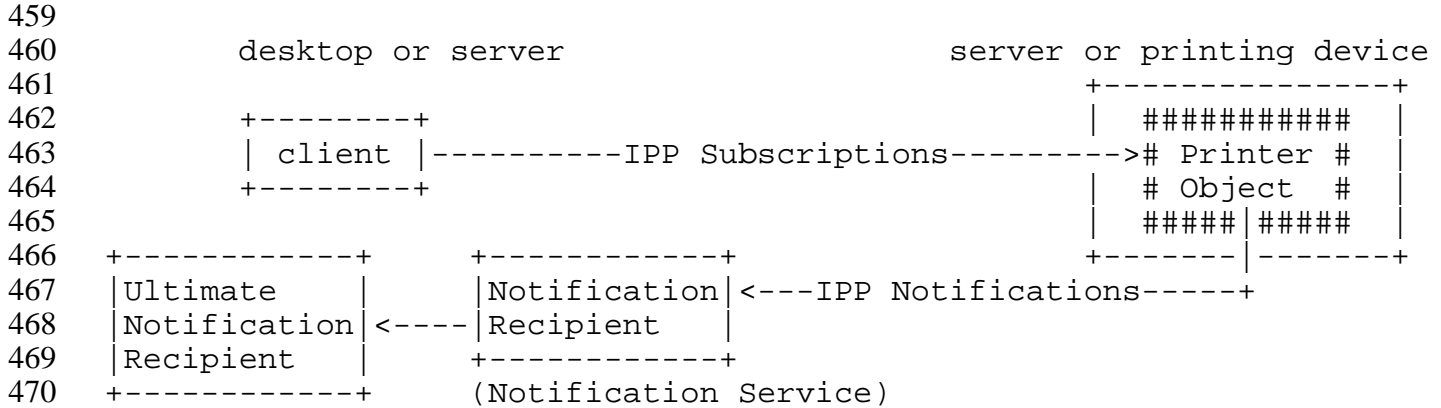 459
460         desktop or server                     server or printing device
461                                                       +---------------+
462         +--------+                                    |  ###########  |
463         | client |----------IPP Subscriptions---------># Printer #  |
464         +--------+                                    |  # Object  #  |
465                                                       |  #####|#####  |
466  +------------+     +------------+                    +-------|-------+
467  |Ultimate    |     |Notification|<---IPP Notifications-----+
468  |Notification|<----|Recipient   |
469  |Recipient   |     +------------+
470  +------------+     (Notification Service)